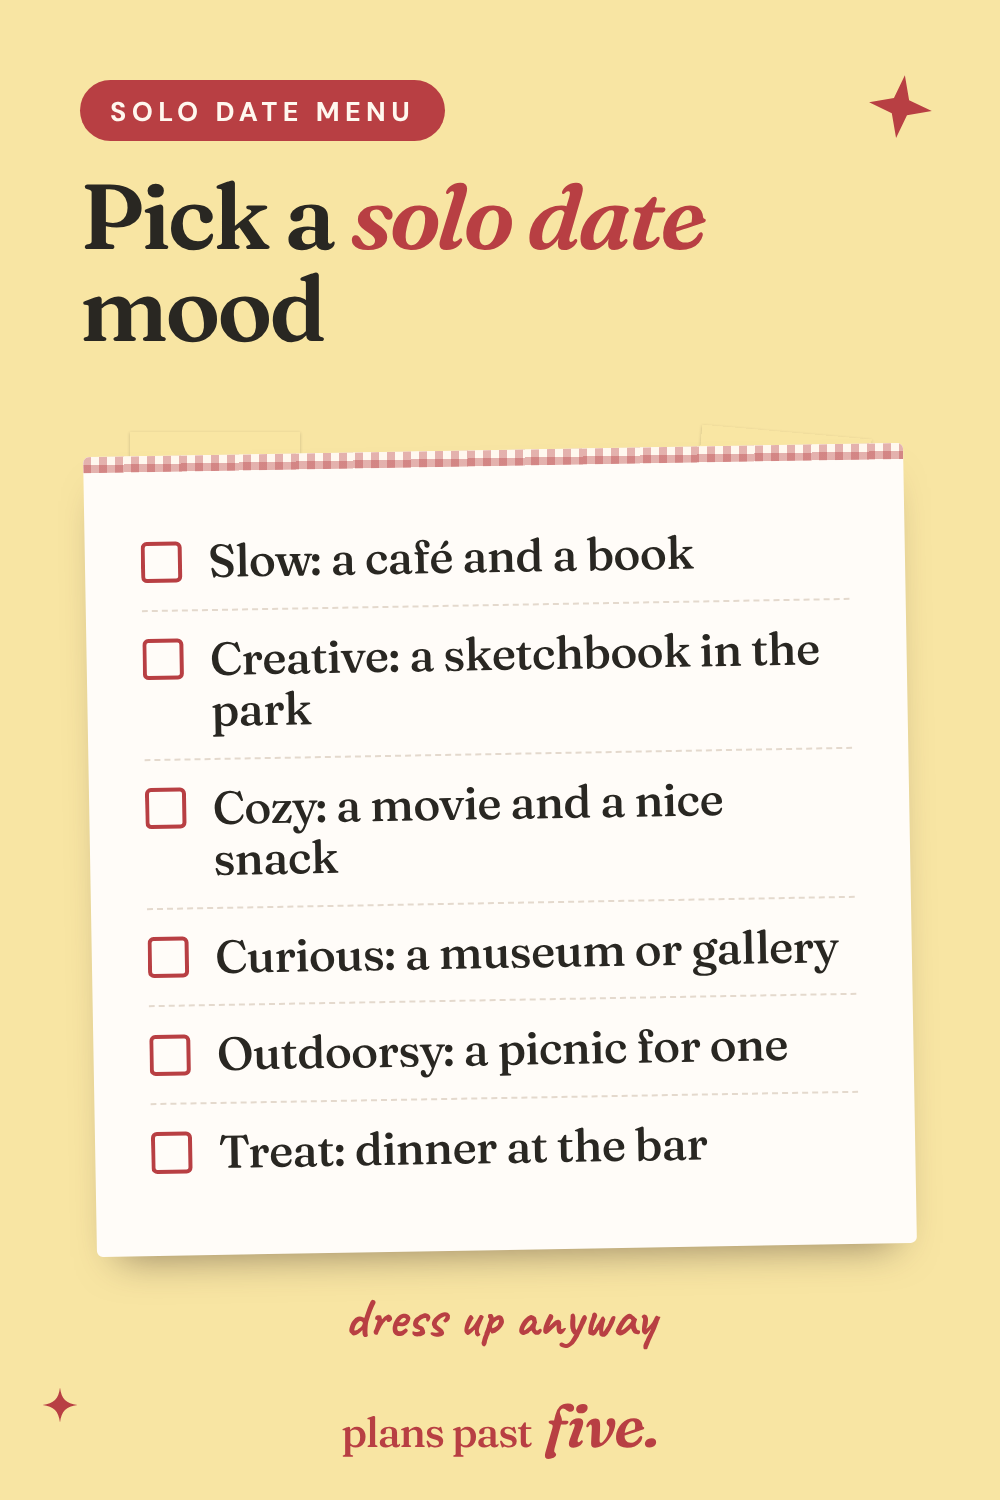 SOLO DATE MENU
Pick a solo date
mood
Slow: a café and a book
Creative: a sketchbook in the
park
Cozy: a movie and a nice
snack
Curious: a museum or gallery
Outdoorsy: a picnic for one
Treat: dinner at the bar
dress up anyway
plans past five.